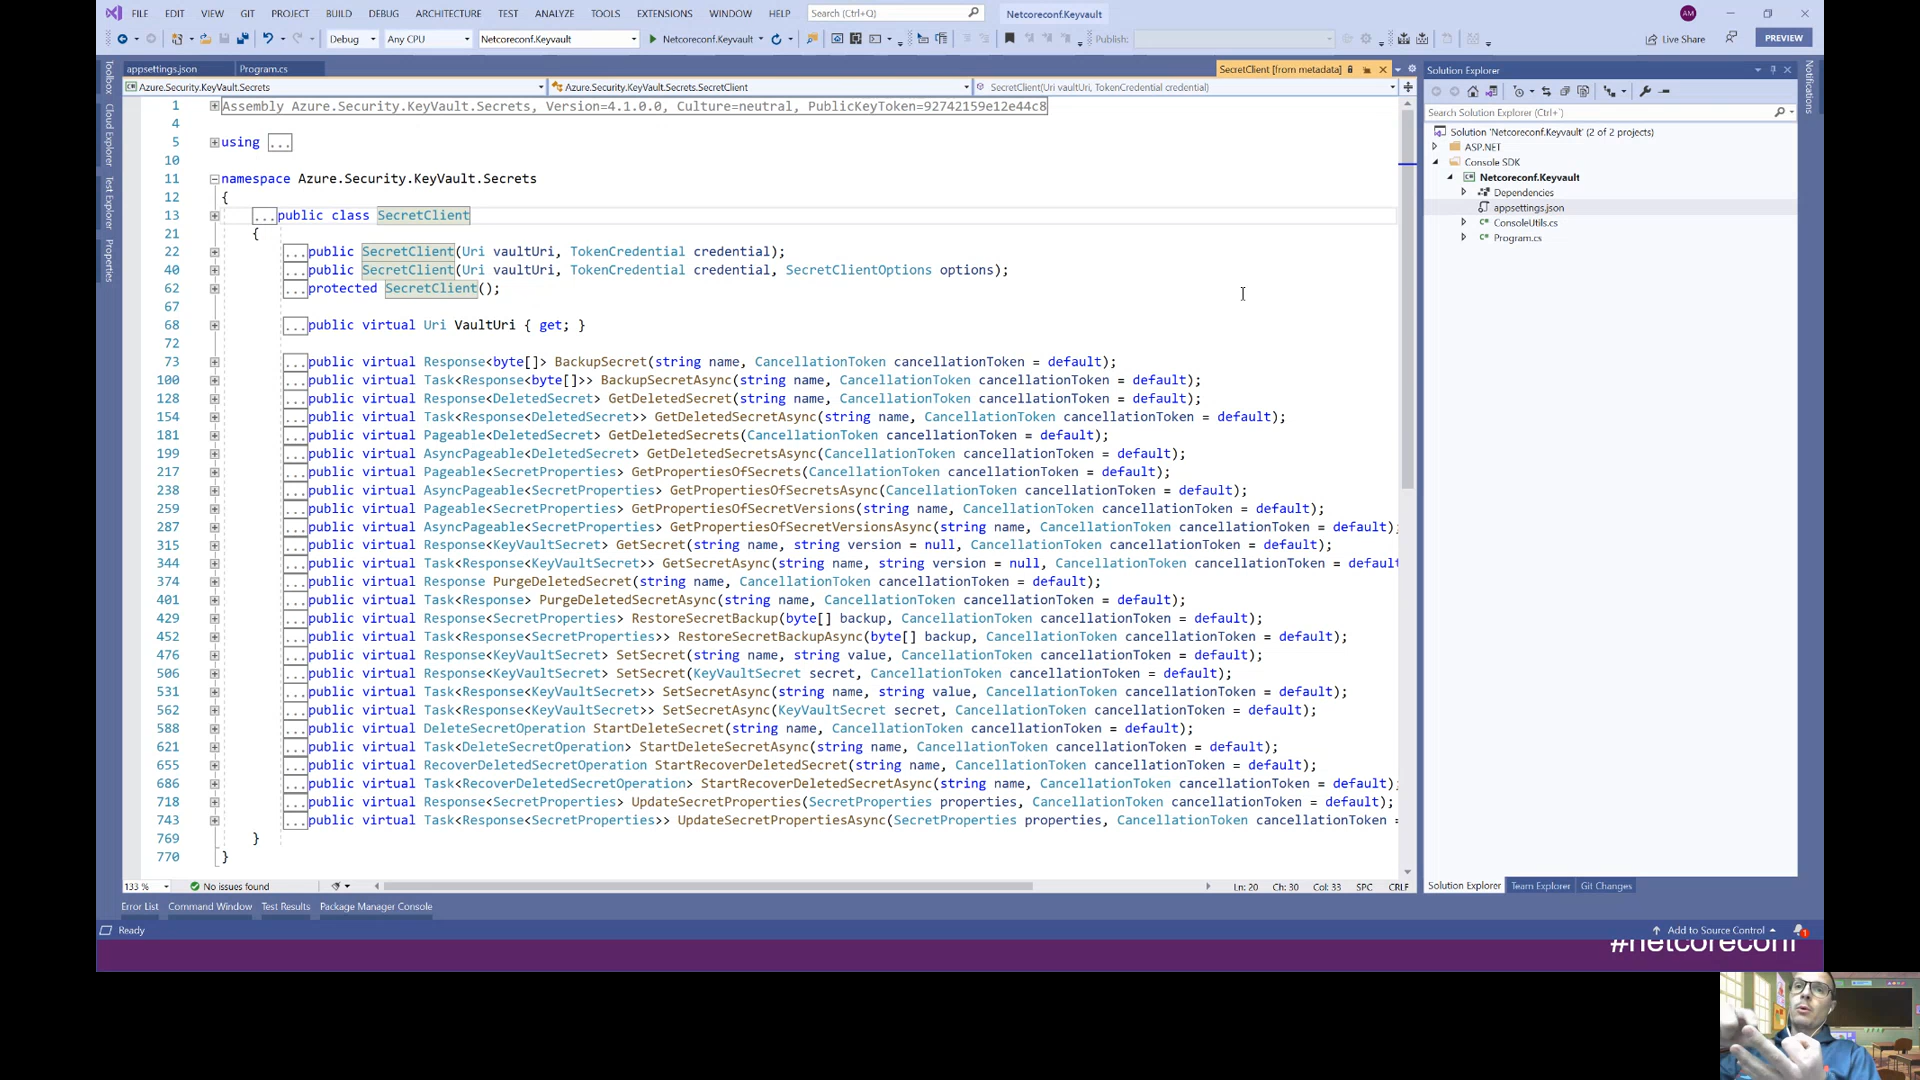 FILE EDIT VIEW GIT PROJECT BUILD DEBUG ARCHITECTURE TEST ANALYZE TOOLS EXTENSIONS WINDOW HELP Search (Ctrl+Q) Netcoreconf.Keyvault AM
Debug Any CPU Netcoreconf.Keyvault Netcoreconf.Keyvault Publish: Live Share PREVIEW
appsettings.json Program.cs SecretClient [from metadata]
Azure.Security.KeyVault.Secrets Azure.Security.KeyVault.Secrets.SecretClient SecretClient(Uri vaultUri, TokenCredential credential)
1 Assembly Azure.Security.KeyVault.Secrets, Version=4.1.0.0, Culture=neutral, PublicKeyToken=92742159e12e44c8
4
5 using ...
10
11 namespace Azure.Security.KeyVault.Secrets
12 {
13 ...public class SecretClient
21 {
22 ...public SecretClient(Uri vaultUri, TokenCredential credential);
40 ...public SecretClient(Uri vaultUri, TokenCredential credential, SecretClientOptions options);
62 ...protected SecretClient();
67
68 ...public virtual Uri VaultUri { get; }
72
73 ...public virtual Response<byte[]> BackupSecret(string name, CancellationToken cancellationToken = default);
100 ...public virtual Task<Response<byte[]>> BackupSecretAsync(string name, CancellationToken cancellationToken = default);
128 ...public virtual Response<DeletedSecret> GetDeletedSecret(string name, CancellationToken cancellationToken = default);
154 ...public virtual Task<Response<DeletedSecret>> GetDeletedSecretAsync(string name, CancellationToken cancellationToken = default);
181 ...public virtual Pageable<DeletedSecret> GetDeletedSecrets(CancellationToken cancellationToken = default);
199 ...public virtual AsyncPageable<DeletedSecret> GetDeletedSecretsAsync(CancellationToken cancellationToken = default);
217 ...public virtual Pageable<SecretProperties> GetPropertiesOfSecrets(CancellationToken cancellationToken = default);
238 ...public virtual AsyncPageable<SecretProperties> GetPropertiesOfSecretsAsync(CancellationToken cancellationToken = default);
259 ...public virtual Pageable<SecretProperties> GetPropertiesOfSecretVersions(string name, CancellationToken cancellationToken = default);
287 ...public virtual AsyncPageable<SecretProperties> GetPropertiesOfSecretVersionsAsync(string name, CancellationToken cancellationToken = default);
315 ...public virtual Response<KeyVaultSecret> GetSecret(string name, string version = null, CancellationToken cancellationToken = default);
344 ...public virtual Task<Response<KeyVaultSecret>> GetSecretAsync(string name, string version = null, CancellationToken cancellationToken = default
374 ...public virtual Response PurgeDeletedSecret(string name, CancellationToken cancellationToken = default);
401 ...public virtual Task<Response> PurgeDeletedSecretAsync(string name, CancellationToken cancellationToken = default);
429 ...public virtual Response<SecretProperties> RestoreSecretBackup(byte[] backup, CancellationToken cancellationToken = default);
452 ...public virtual Task<Response<SecretProperties>> RestoreSecretBackupAsync(byte[] backup, CancellationToken cancellationToken = default);
476 ...public virtual Response<KeyVaultSecret> SetSecret(string name, string value, CancellationToken cancellationToken = default);
506 ...public virtual Response<KeyVaultSecret> SetSecret(KeyVaultSecret secret, CancellationToken cancellationToken = default);
531 ...public virtual Task<Response<KeyVaultSecret>> SetSecretAsync(string name, string value, CancellationToken cancellationToken = default);
562 ...public virtual Task<Response<KeyVaultSecret>> SetSecretAsync(KeyVaultSecret secret, CancellationToken cancellationToken = default);
588 ...public virtual DeleteSecretOperation StartDeleteSecret(string name, CancellationToken cancellationToken = default);
621 ...public virtual Task<DeleteSecretOperation> StartDeleteSecretAsync(string name, CancellationToken cancellationToken = default);
655 ...public virtual RecoverDeletedSecretOperation StartRecoverDeletedSecret(string name, CancellationToken cancellationToken = default);
686 ...public virtual Task<RecoverDeletedSecretOperation> StartRecoverDeletedSecretAsync(string name, CancellationToken cancellationToken = default);
718 ...public virtual Response<SecretProperties> UpdateSecretProperties(SecretProperties properties, CancellationToken cancellationToken = default);
743 ...public virtual Task<Response<SecretProperties>> UpdateSecretPropertiesAsync(SecretProperties properties, CancellationToken cancellationToken =
769 }
770 }
133 % No issues found Ln: 20 Ch: 30 Col: 33 SPC CRLF
Error List Command Window Test Results Package Manager Console
Ready Add to Source Control 1
Toolbox
Cloud Explorer
Test Explorer
Properties
Solution Explorer
Search Solution Explorer (Ctrl+´)
Solution 'Netcoreconf.Keyvault' (2 of 2 projects)
ASP.NET
Console SDK
Netcoreconf.Keyvault
Dependencies
appsettings.json
ConsoleUtils.cs
Program.cs
Solution Explorer Team Explorer Git Changes
Notifications
#netcoreconf